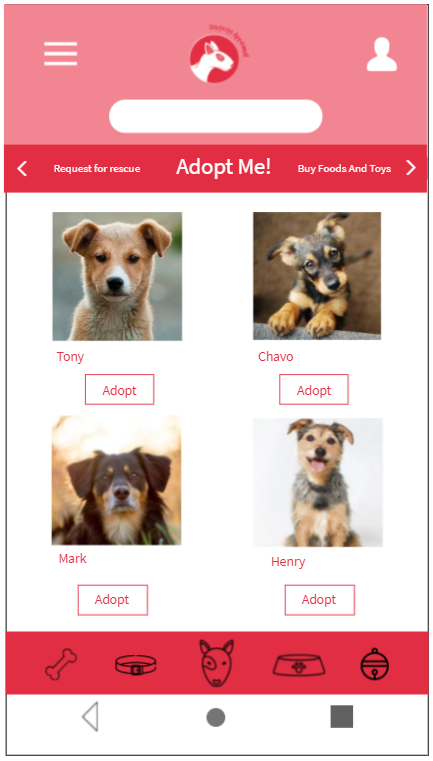 Request for rescue
Adopt Me!
Buy Foods And Toys
Tony
Chavo
Adopt
Adopt
Mark
Henry
Adopt
Adopt